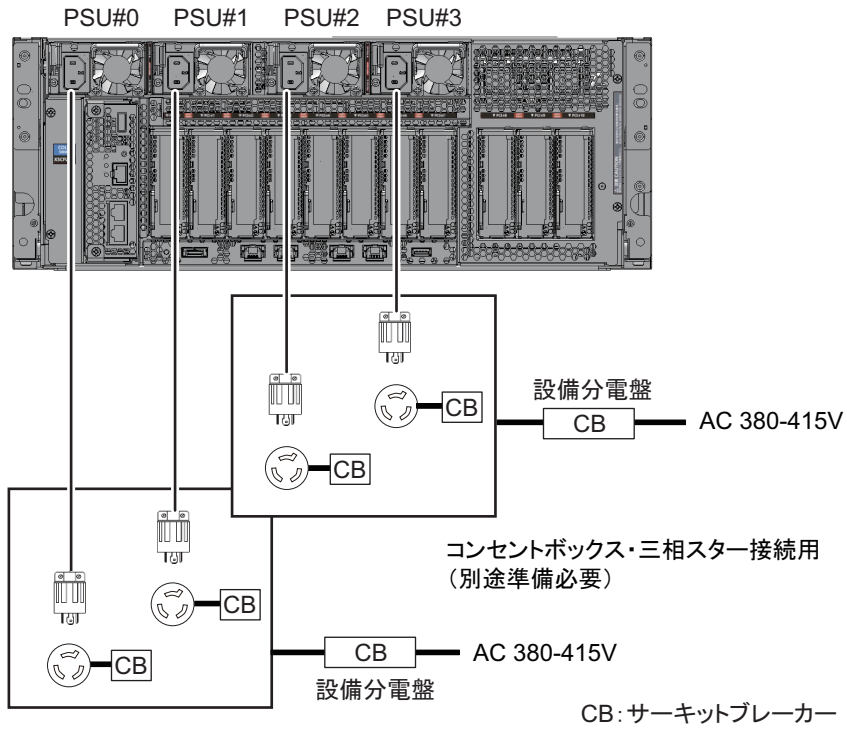 PSU#0 PSU#1 PSU#2 PSU#3
CB
設備分電盤
CB
AC 380-415V
CB
コンセントボックス・三相スター接続用
（別途準備必要）
CB
CB
CB
AC 380-415V
設備分電盤
CB：サーキットブレーカー